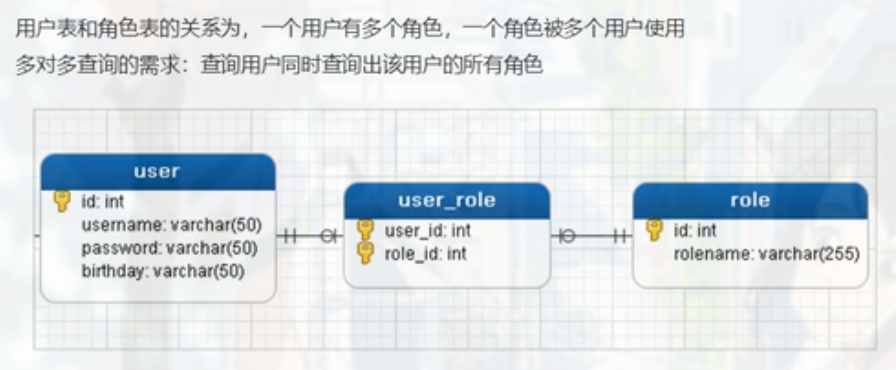 用户表和角色表的关系为，一个用户有多个角色，一个角色被多个用户使用
多对多查询的需求：查询用户同时查询出该用户的所有角色
user
id: int
username: varchar(50)
password: varchar(50)
birthday: varchar(50)
user_role
user_id: int
role_id: int
role
id: int
rolename: varchar(255)